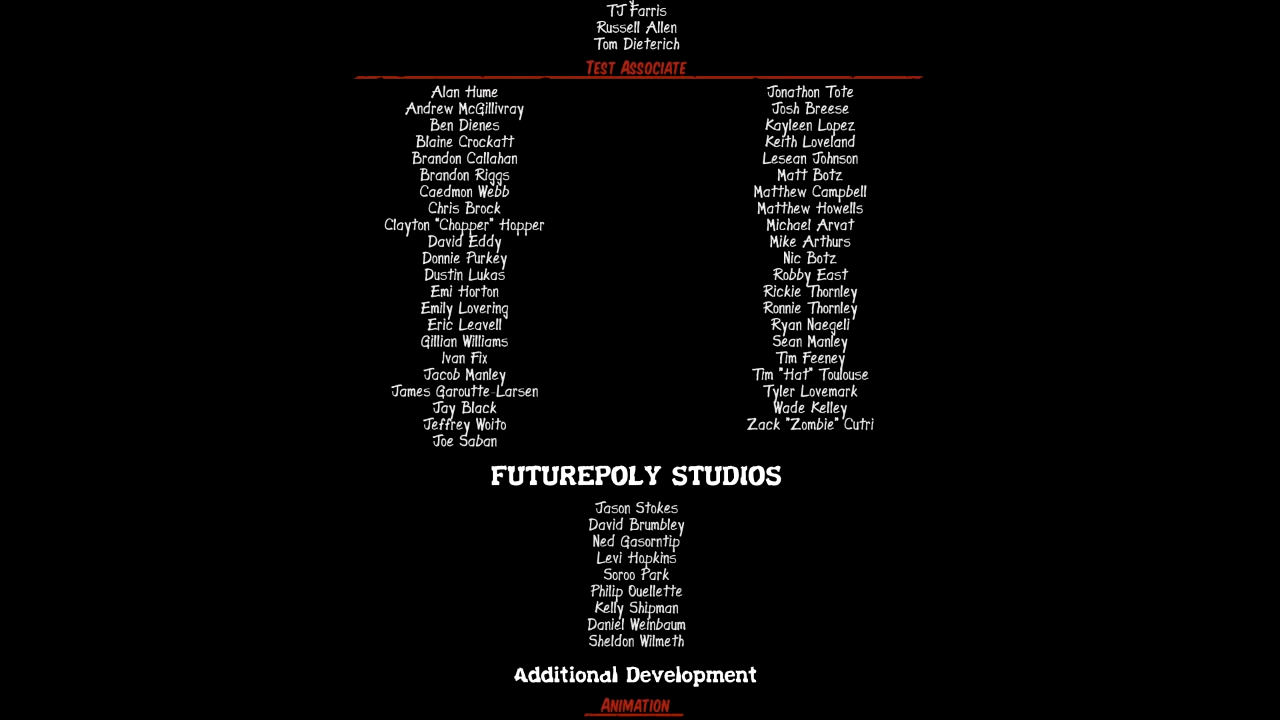 TJ Farris
Russell Allen
Tom Dieterich
Test Associate
Alan Hume
Andrew McGillivray
Ben Dienes
Blaine Crockatt
Brandon Callahan
Brandon Riggs
Caedmon Webb
Chris Brock
Clayton "Chopper" Hopper
David Eddy
Donnie Purkey
Dustin Lukas
Emi Horton
Emily Lovering
Eric Leavell
Gillian Williams
Ivan Fix
Jacob Manley
James Garoutte-Larsen
Jay Black
Jeffrey Woito
Joe Saban
Jonathon Tote
Josh Breese
Kayleen Lopez
Keith Loveland
Lesean Johnson
Matt Botz
Matthew Campbell
Matthew Howells
Michael Arvat
Mike Arthurs
Nic Botz
Robby East
Rickie Thornley
Ronnie Thornley
Ryan Naegeli
Sean Manley
Tim Feeney
Tim "Hat" Toulouse
Tyler Lovemark
Wade Kelley
Zack "Zombie" Cutri
FUTUREPOLY STUDIOS
Jason Stokes
David Brumbley
Ned Gasorntip
Levi Hopkins
Soroo Park
Philip Ouellette
Kelly Shipman
Daniel Weinbaum
Sheldon Wilmeth
Additional Development
Animation